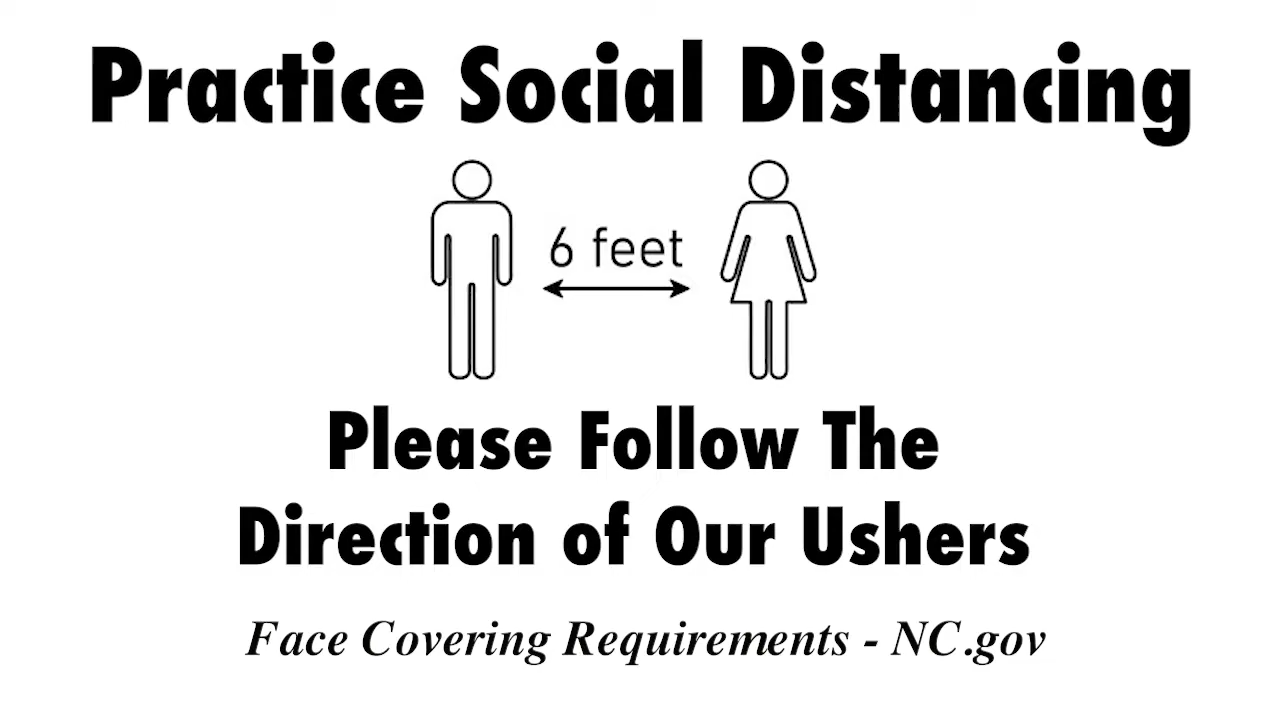 Practice Social Distancing
6 feet
Please Follow The
Direction of Our Ushers
Face Covering Requirements - NC.gov